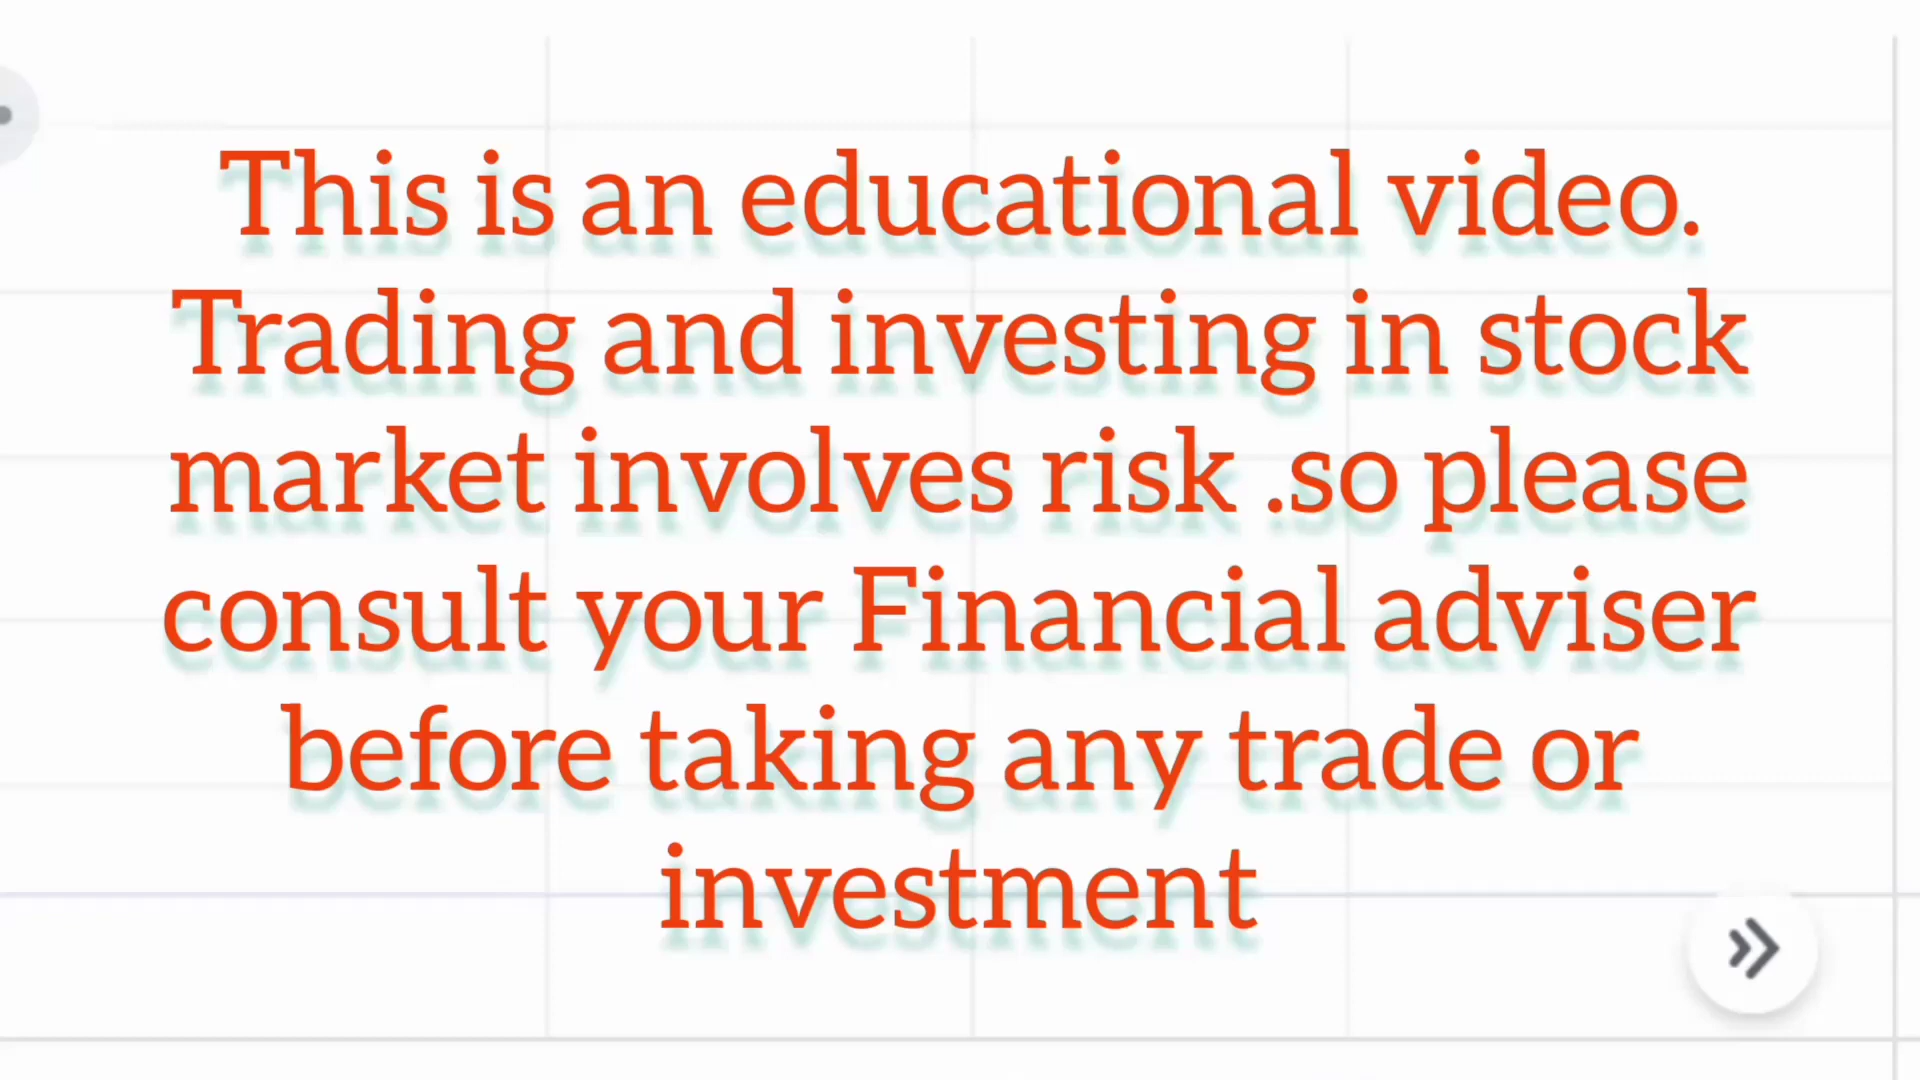 This is an educational video.
Trading and investing in stock
market involves risk .so please
consult your Financial adviser
before taking any trade or
investment